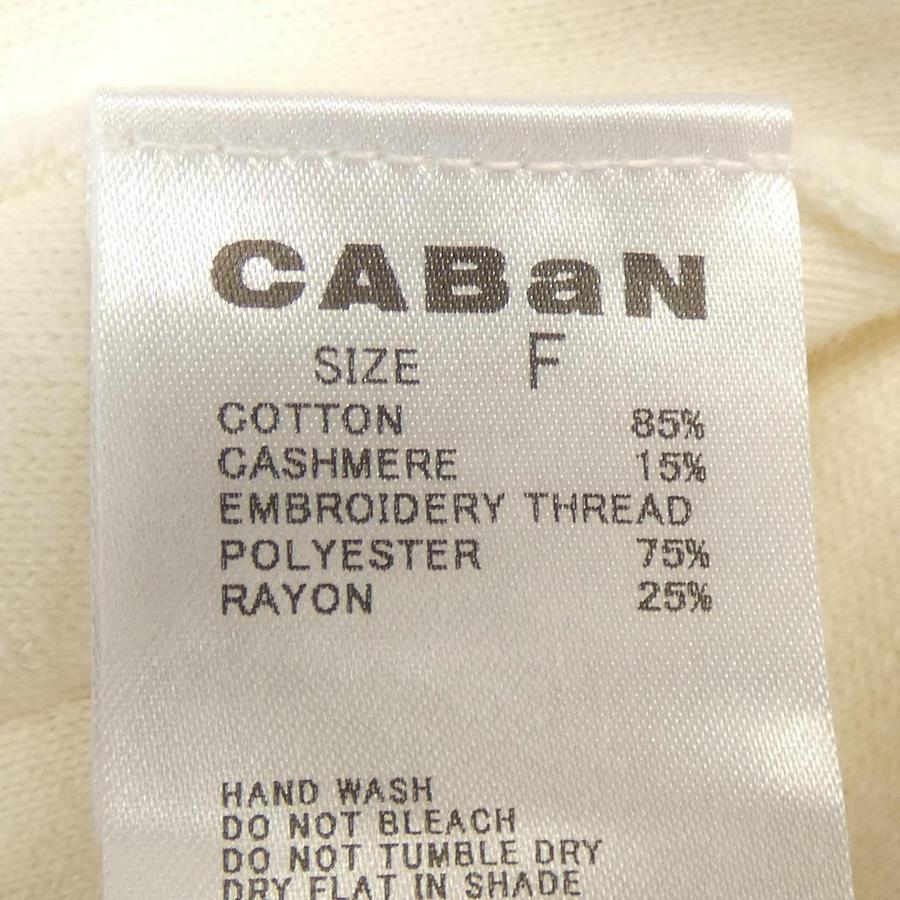 CABaN
SIZE F
COTTON 85%
CASHMERE 15%
EMBROIDERY THREAD
POLYESTER 75%
RAYON 25%
HAND WASH
DO NOT BLEACH
DO NOT TUMBLE DRY
DRY FLAT IN SHADE